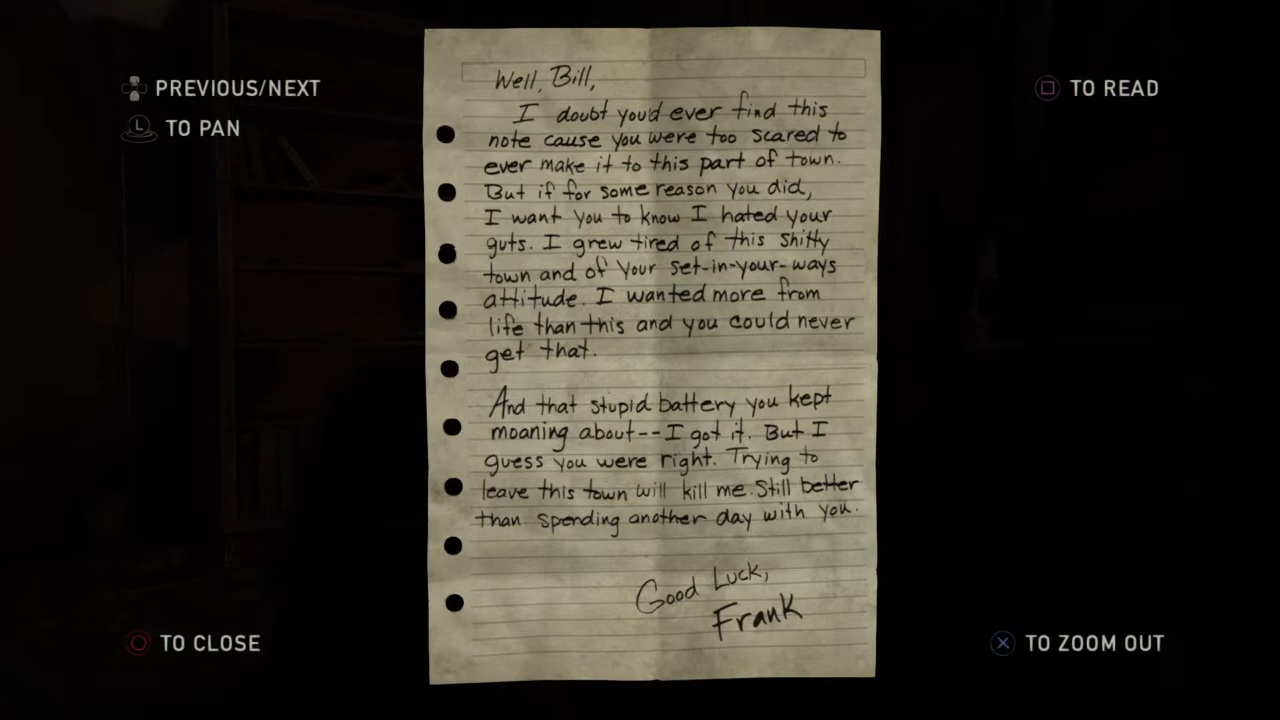 PREVIOUS/NEXT
L TO PAN
TO READ
Well, Bill,
I doubt you'd ever find this
note cause you were too scared to
ever make it to this part of town.
But if for some reason you did,
I want you to know I hated your
guts. I grew tired of this shitty
town and of your set-in-your-ways
attitude. I wanted more from
life than this and you could never
get that.
And that stupid battery you kept
moaning about--I got it. But I
guess you were right. Trying to
leave this town will kill me. Still better
than spending another day with you.
Good Luck,
Frank
TO CLOSE
TO ZOOM OUT